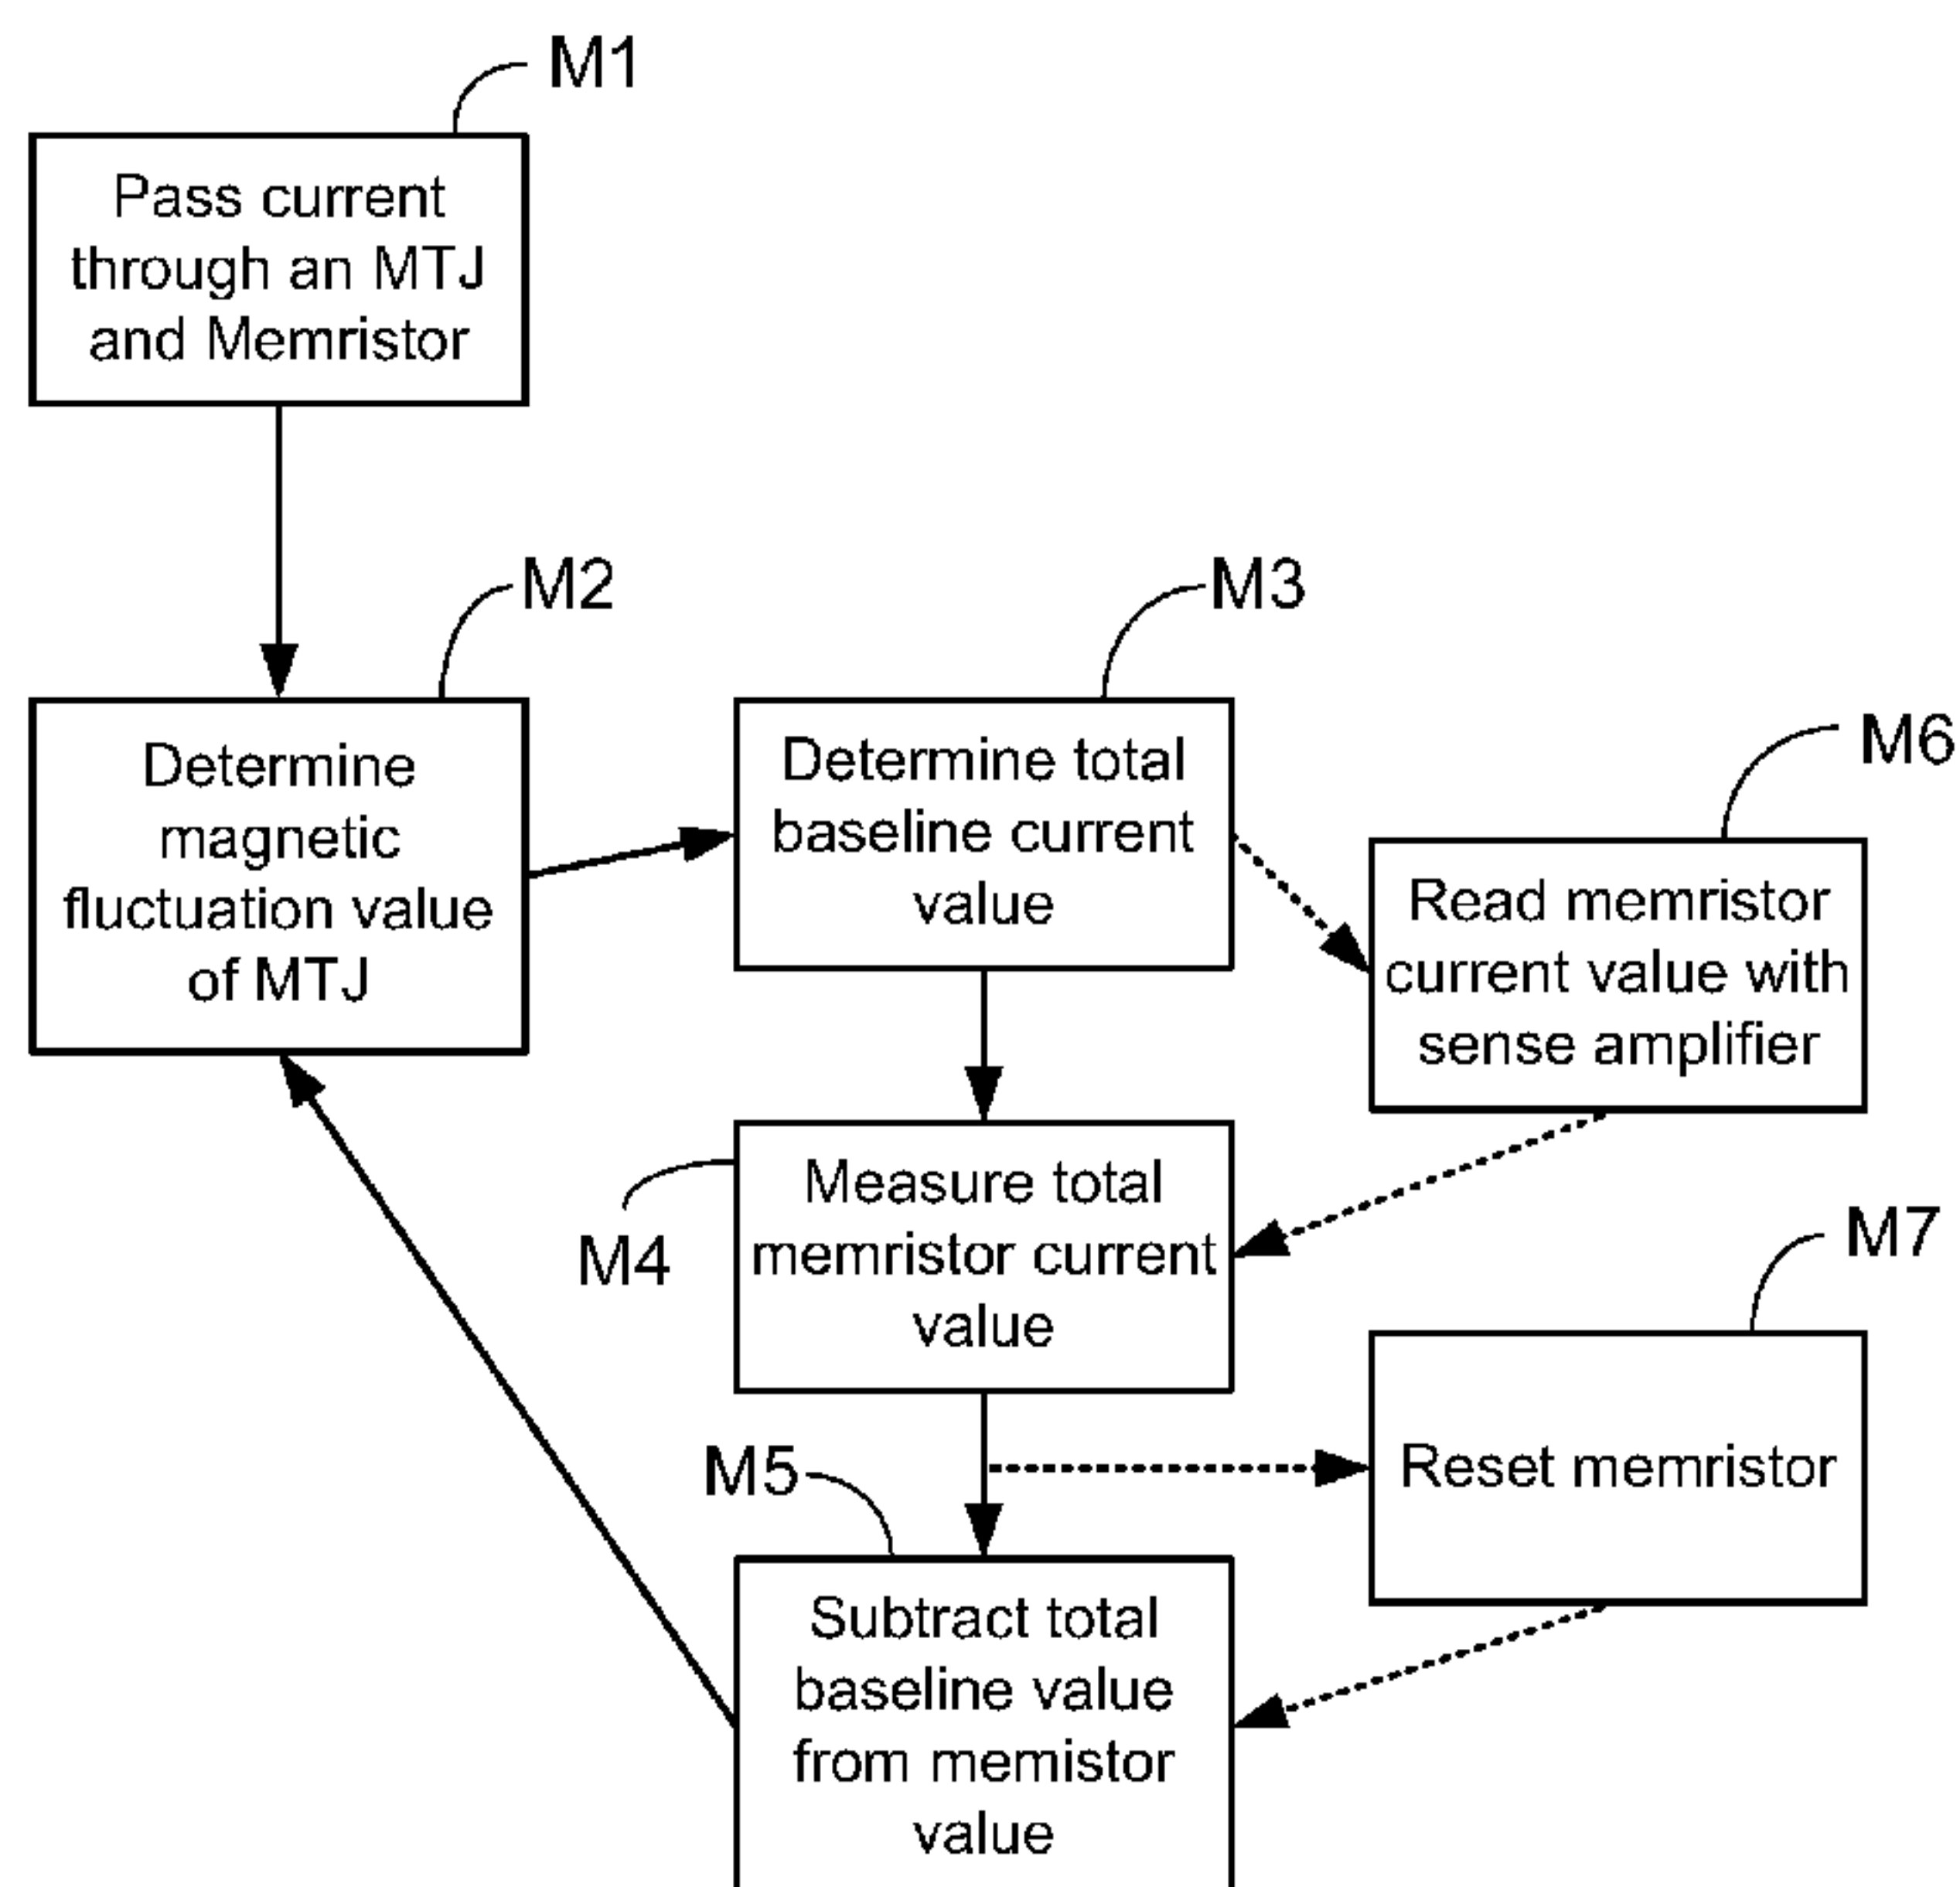 M1
Pass current
through an MTJ
and Memristor
M2
Determine
magnetic
fluctuation value
of MTJ
M3
Determine total
baseline current
value
M6
Read memristor
current value with
sense amplifier
M4
Measure total
memristor current
value
M7
Reset memristor
M5
Subtract total
baseline value
from memistor
value